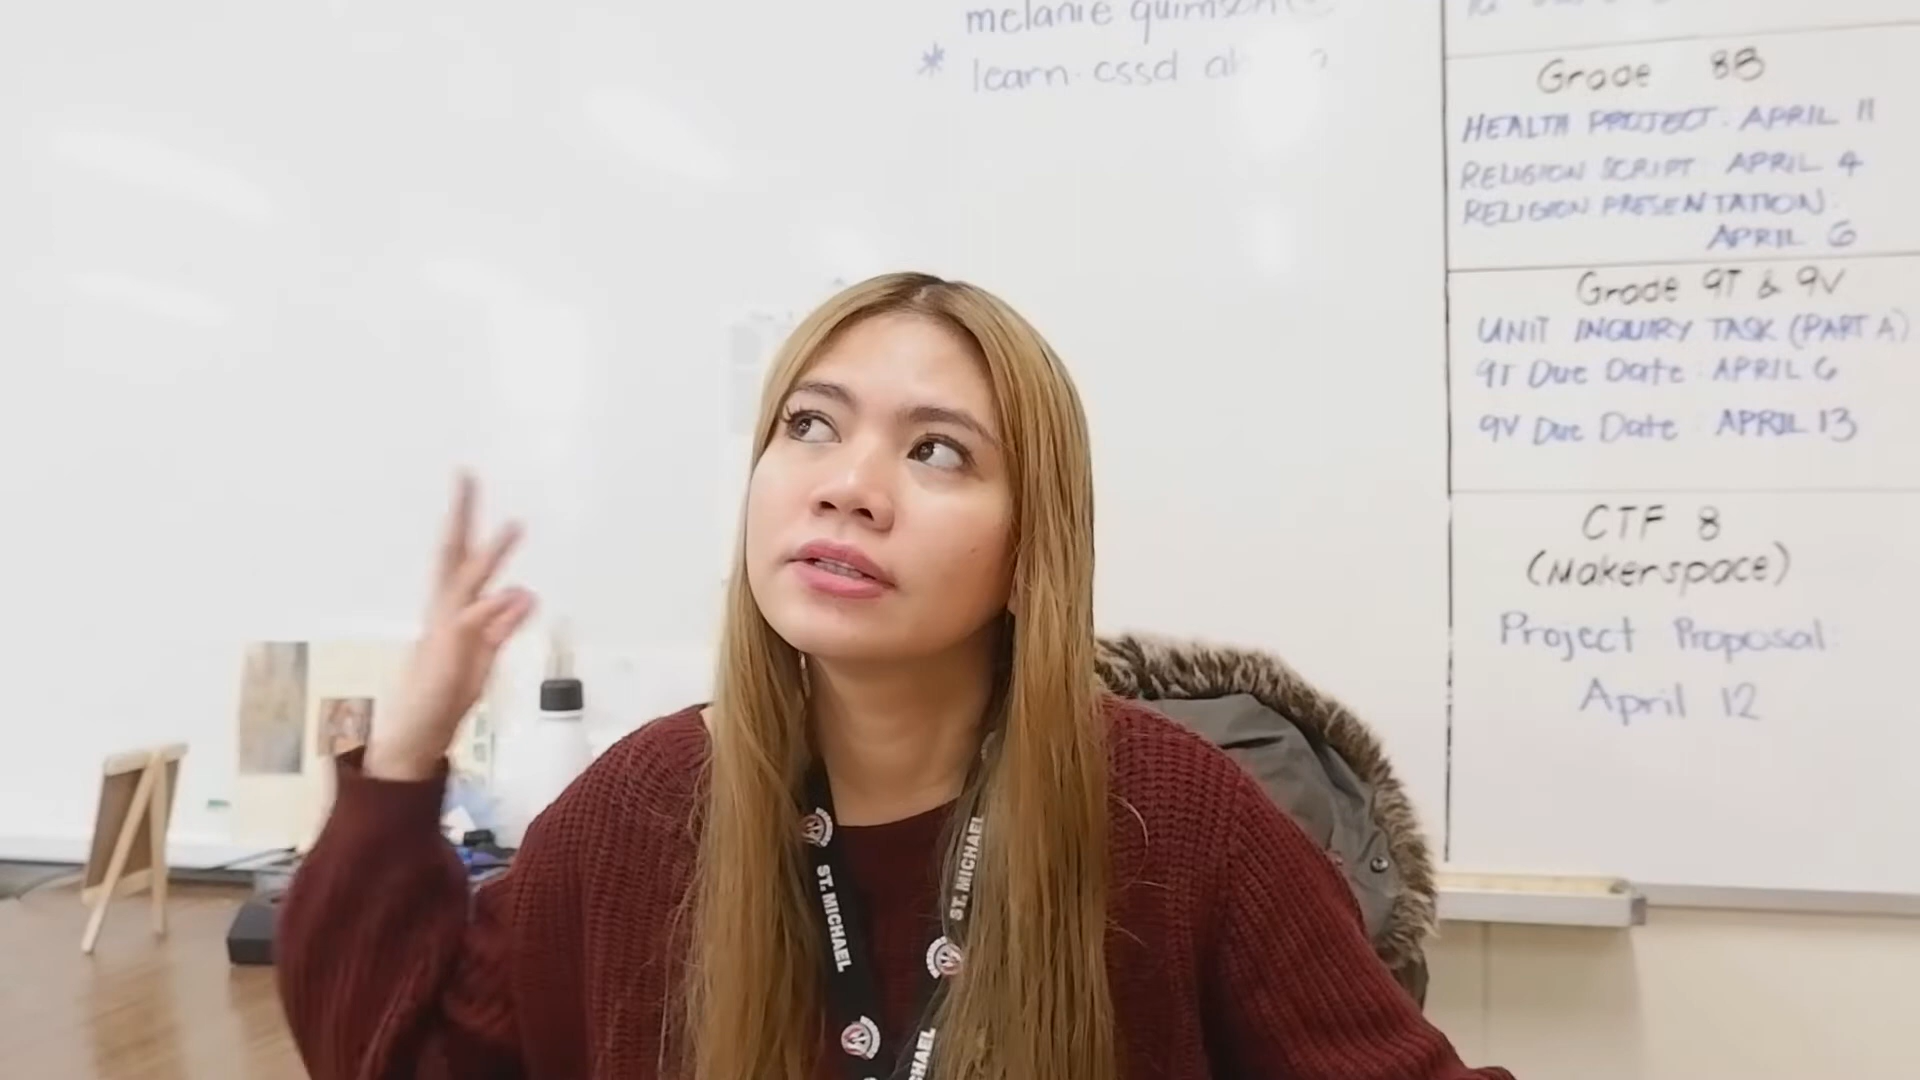 melanie
* learn.cssd.ab
Grade 8B
HEALTH PROJECT - APRIL 11
RELIGION SCRIPT - APRIL 4
RELIGION PRESENTATION -
APRIL 6
Grade 9T & 9V
UNIT INQUIRY TASK (PART A)
9T Due Date - APRIL 6
9V Due Date - APRIL 13
CTF 8
(Makerspace)
Project Proposal
April 12
ST. MICHAEL
ST. MICHAEL
CHAEL